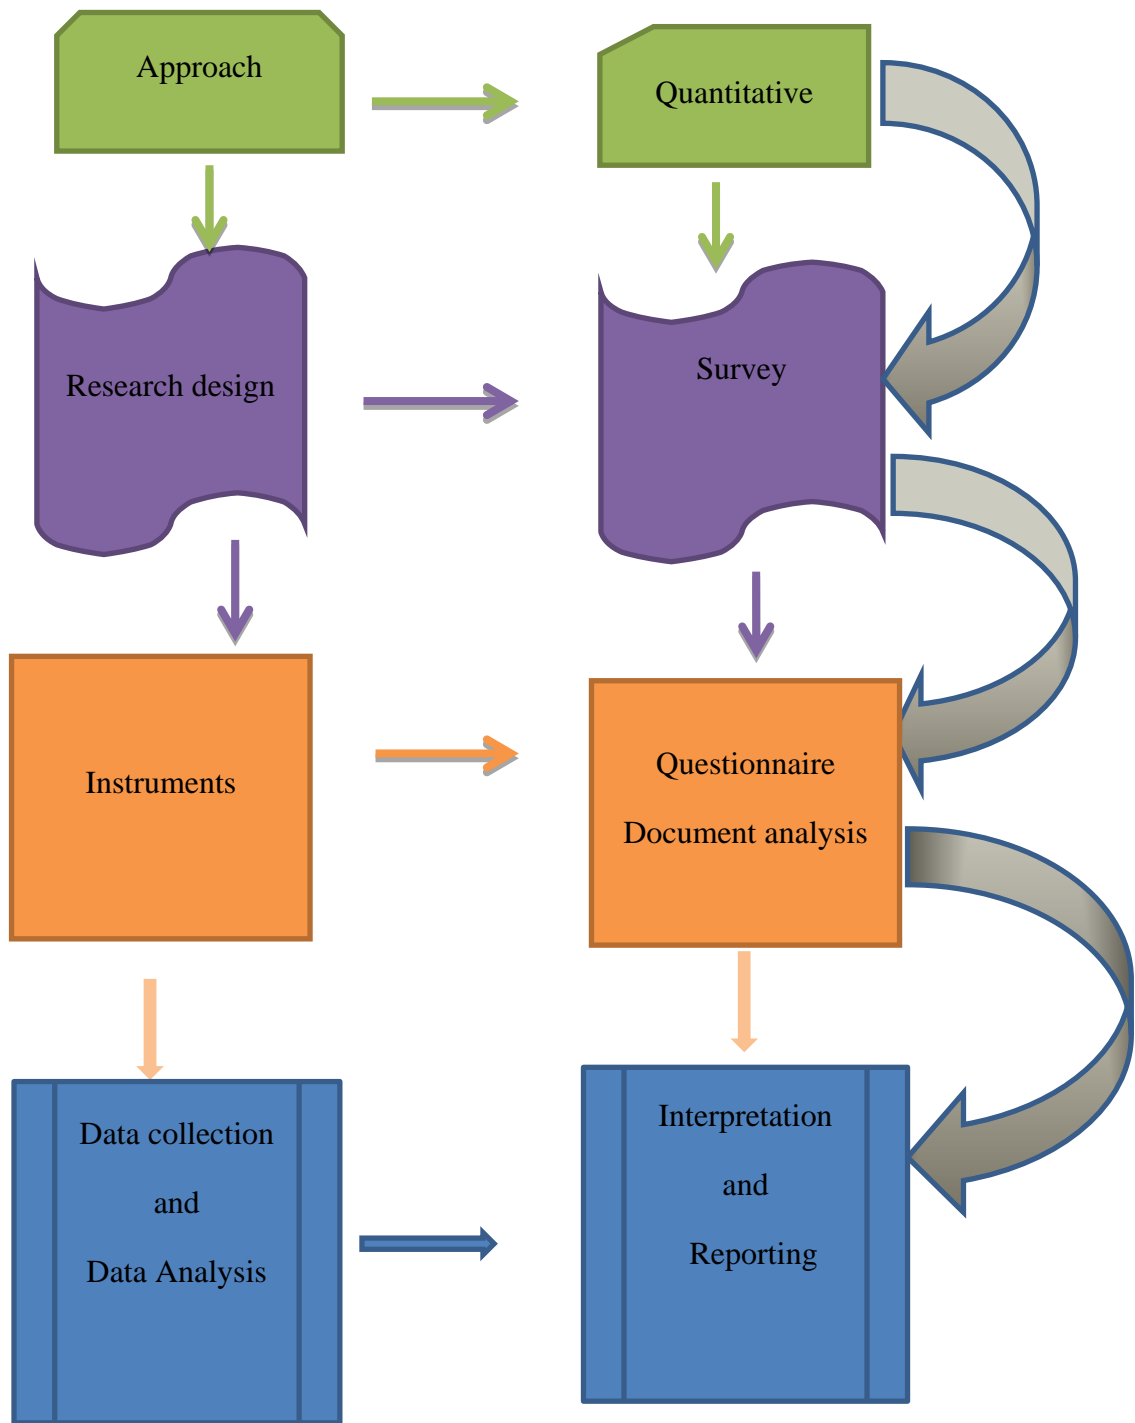 Approach
Quantitative
Research design
Survey
Instruments
Questionnaire
Document analysis
Data collection
and
Data Analysis
Interpretation
and
Reporting